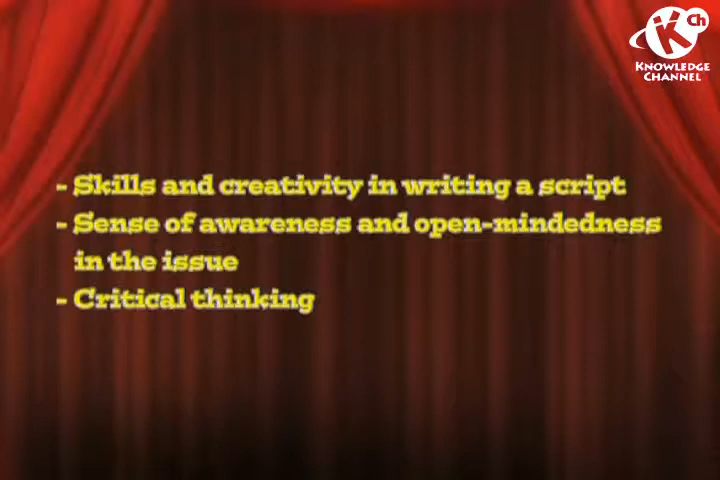 Ch
K
KNOWLEDGE
CHANNEL
- Skills and creativity in writing a script
- Sense of awareness and open-mindedness
in the issue
- Critical thinking